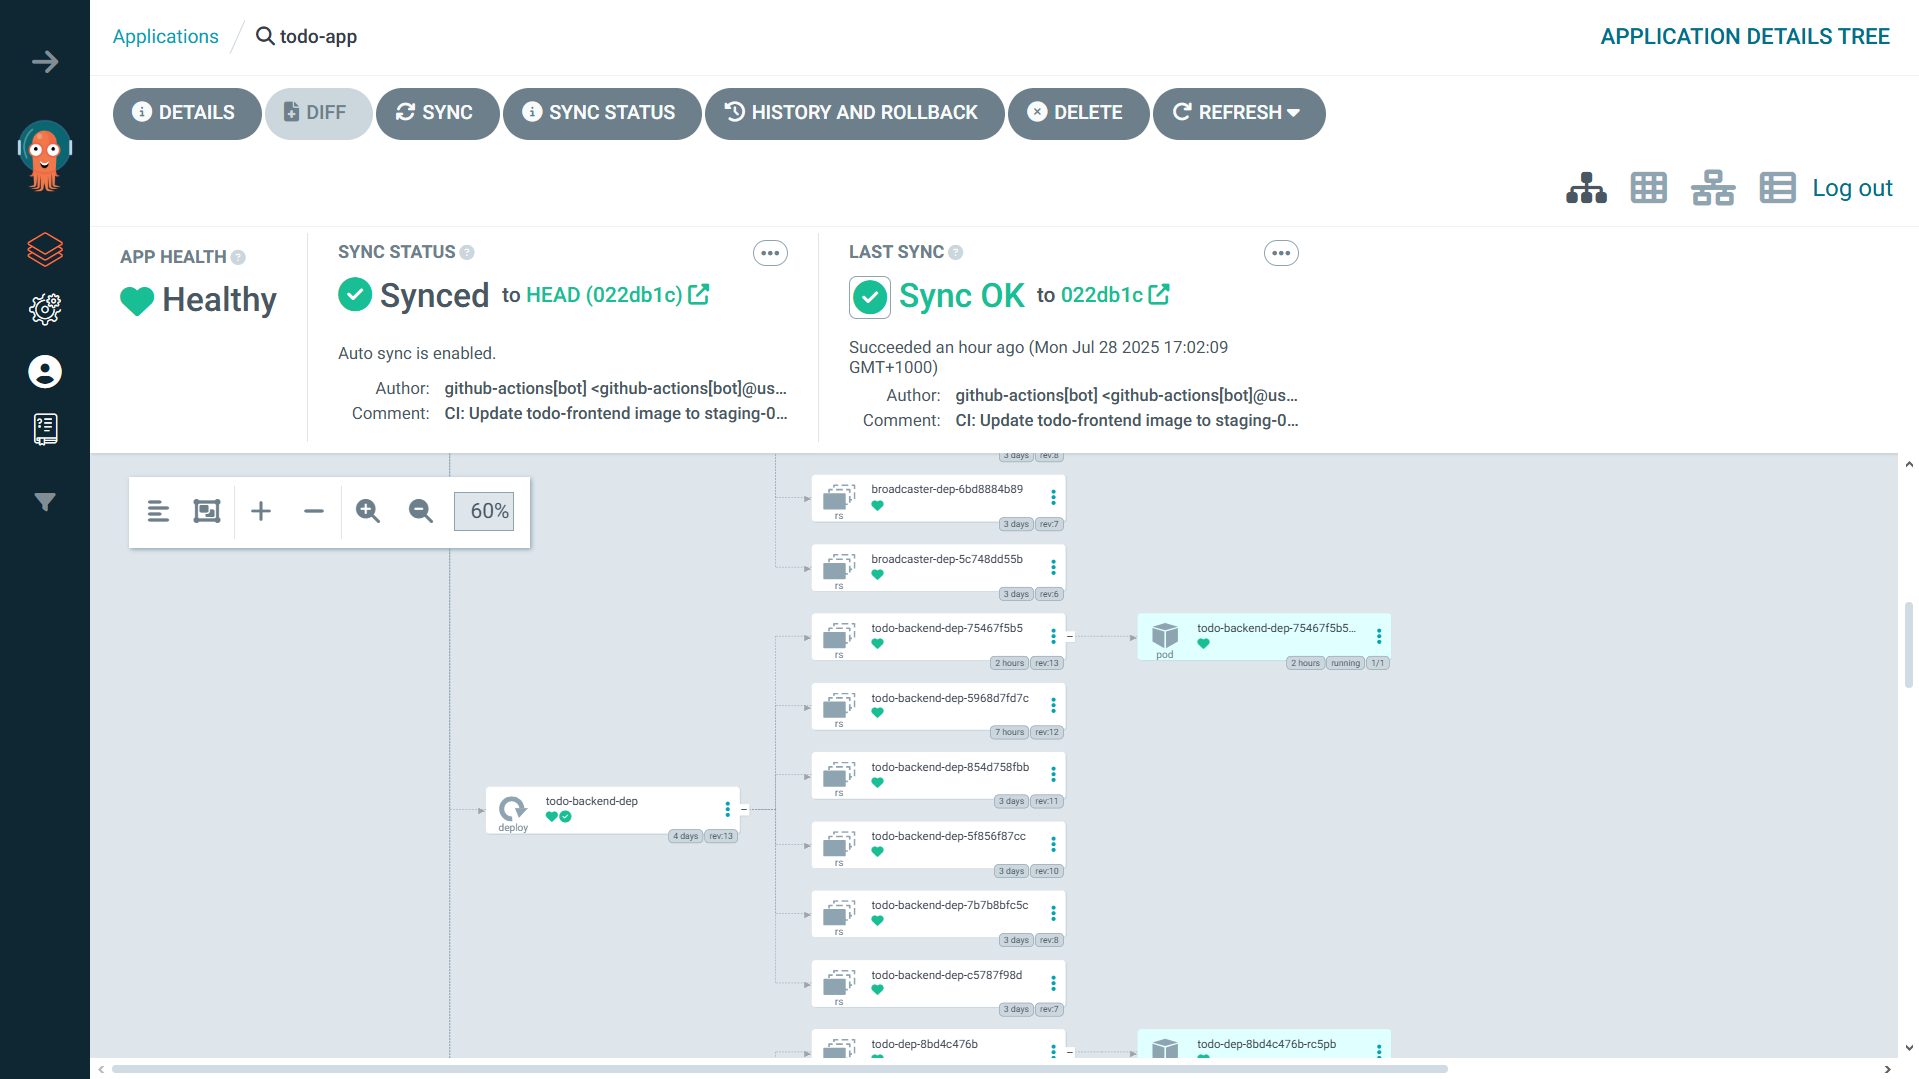 Applications
todo-app
APPLICATION DETAILS TREE
DETAILS
DIFF
SYNC
SYNC STATUS
HISTORY AND ROLLBACK
DELETE
REFRESH
Log out
APP HEALTH
Healthy
SYNC STATUS
Synced to HEAD (022db1c)
Auto sync is enabled.
Author: github-actions[bot] <github-actions[bot]@us...
Comment: CI: Update todo-frontend image to staging-0...
LAST SYNC
Sync OK to 022db1c
Succeeded an hour ago (Mon Jul 28 2025 17:02:09
GMT+1000)
Author: github-actions[bot] <github-actions[bot]@us...
Comment: CI: Update todo-frontend image to staging-0...
60%
3 days rev:8
broadcaster-dep-6bd8884b89
rs
3 days rev:7
broadcaster-dep-5c748dd55b
rs
3 days rev:6
todo-backend-dep-75467f5b5
rs
2 hours rev:13
todo-backend-dep-75467f5b5...
pod
2 hours running 1/1
todo-backend-dep-5968d7fd7c
rs
7 hours rev:12
todo-backend-dep-854d758fbb
rs
3 days rev:11
todo-backend-dep
deploy
4 days rev:13
todo-backend-dep-5f856f87cc
rs
3 days rev:10
todo-backend-dep-7b7b8bfc5c
rs
3 days rev:8
todo-backend-dep-c5787f98d
rs
3 days rev:7
todo-dep-8bd4c476b
todo-dep-8bd4c476b-rc5pb